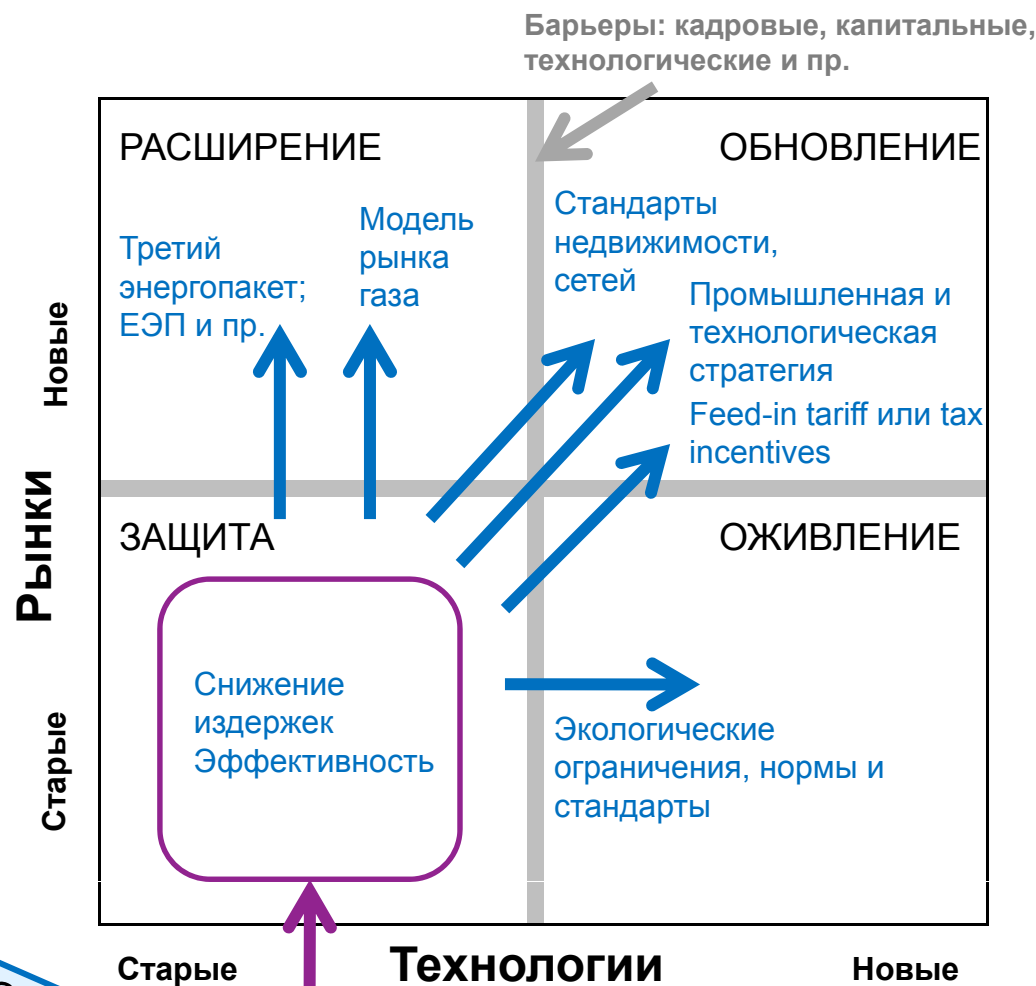 Барьеры: кадровые, капитальные,
технологические и пр.
РАСШИРЕНИЕ
ОБНОВЛЕНИЕ
Третий
энергопакет;
ЕЭП и пр.
Модель
рынка
газа
Стандарты
недвижимости,
сетей
Промышленная и
технологическая
стратегия
Feed-in tariff или tax
incentives
Новые
Рынки
Старые
ЗАЩИТА
ОЖИВЛЕНИЕ
Снижение
издержек
Эффективность
Экологические
ограничения, нормы и
стандарты
Старые
Технологии
Новые